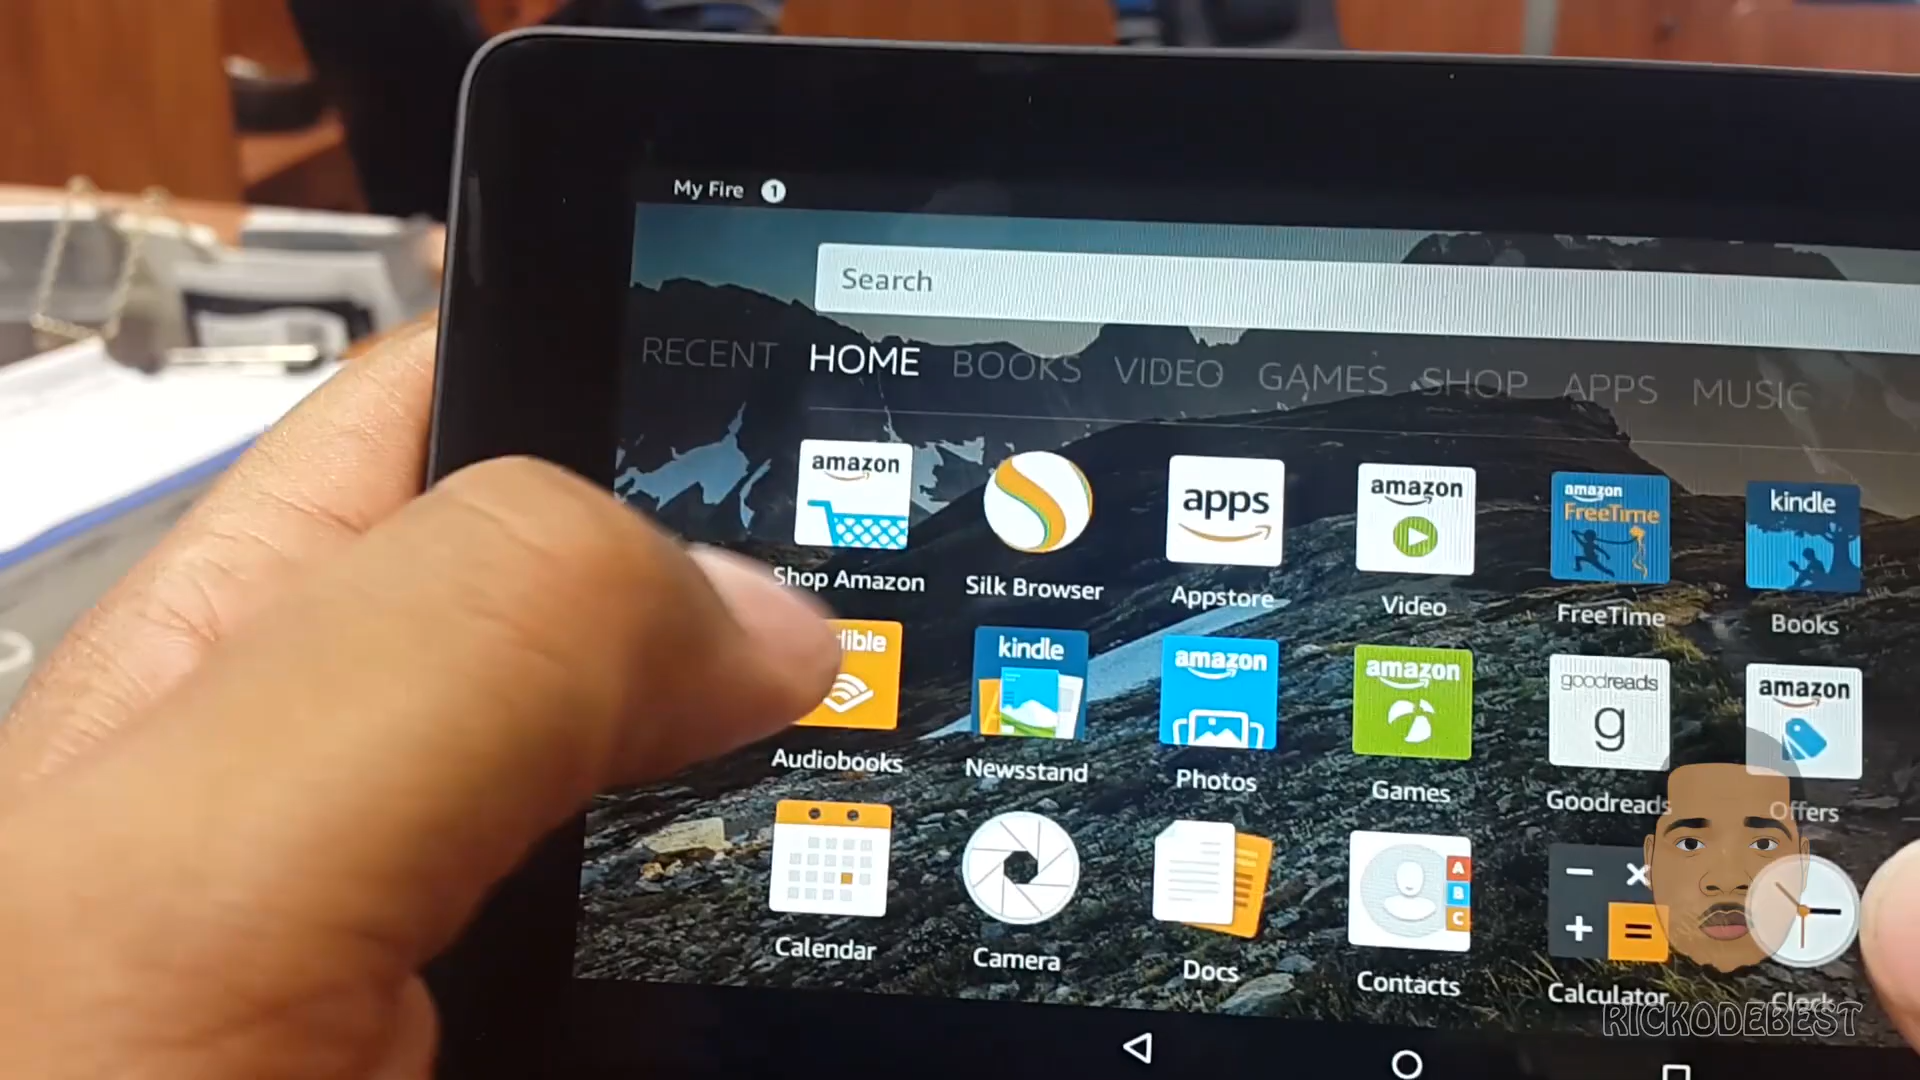 My Fire 1
Search
RECENT HOME BOOKS VIDEO GAMES SHOP APPS MUSIC
amazon apps amazon amazon FreeTime kindle
Shop Amazon Silk Browser Appstore Video FreeTime Books
dible kindle amazon amazon goodreads g amazon
Audiobooks Newsstand Photos Games Goodreads Offers
A
B
C
− × + =
Calendar Camera Docs Contacts Calculator Clock
RICKODEBEST